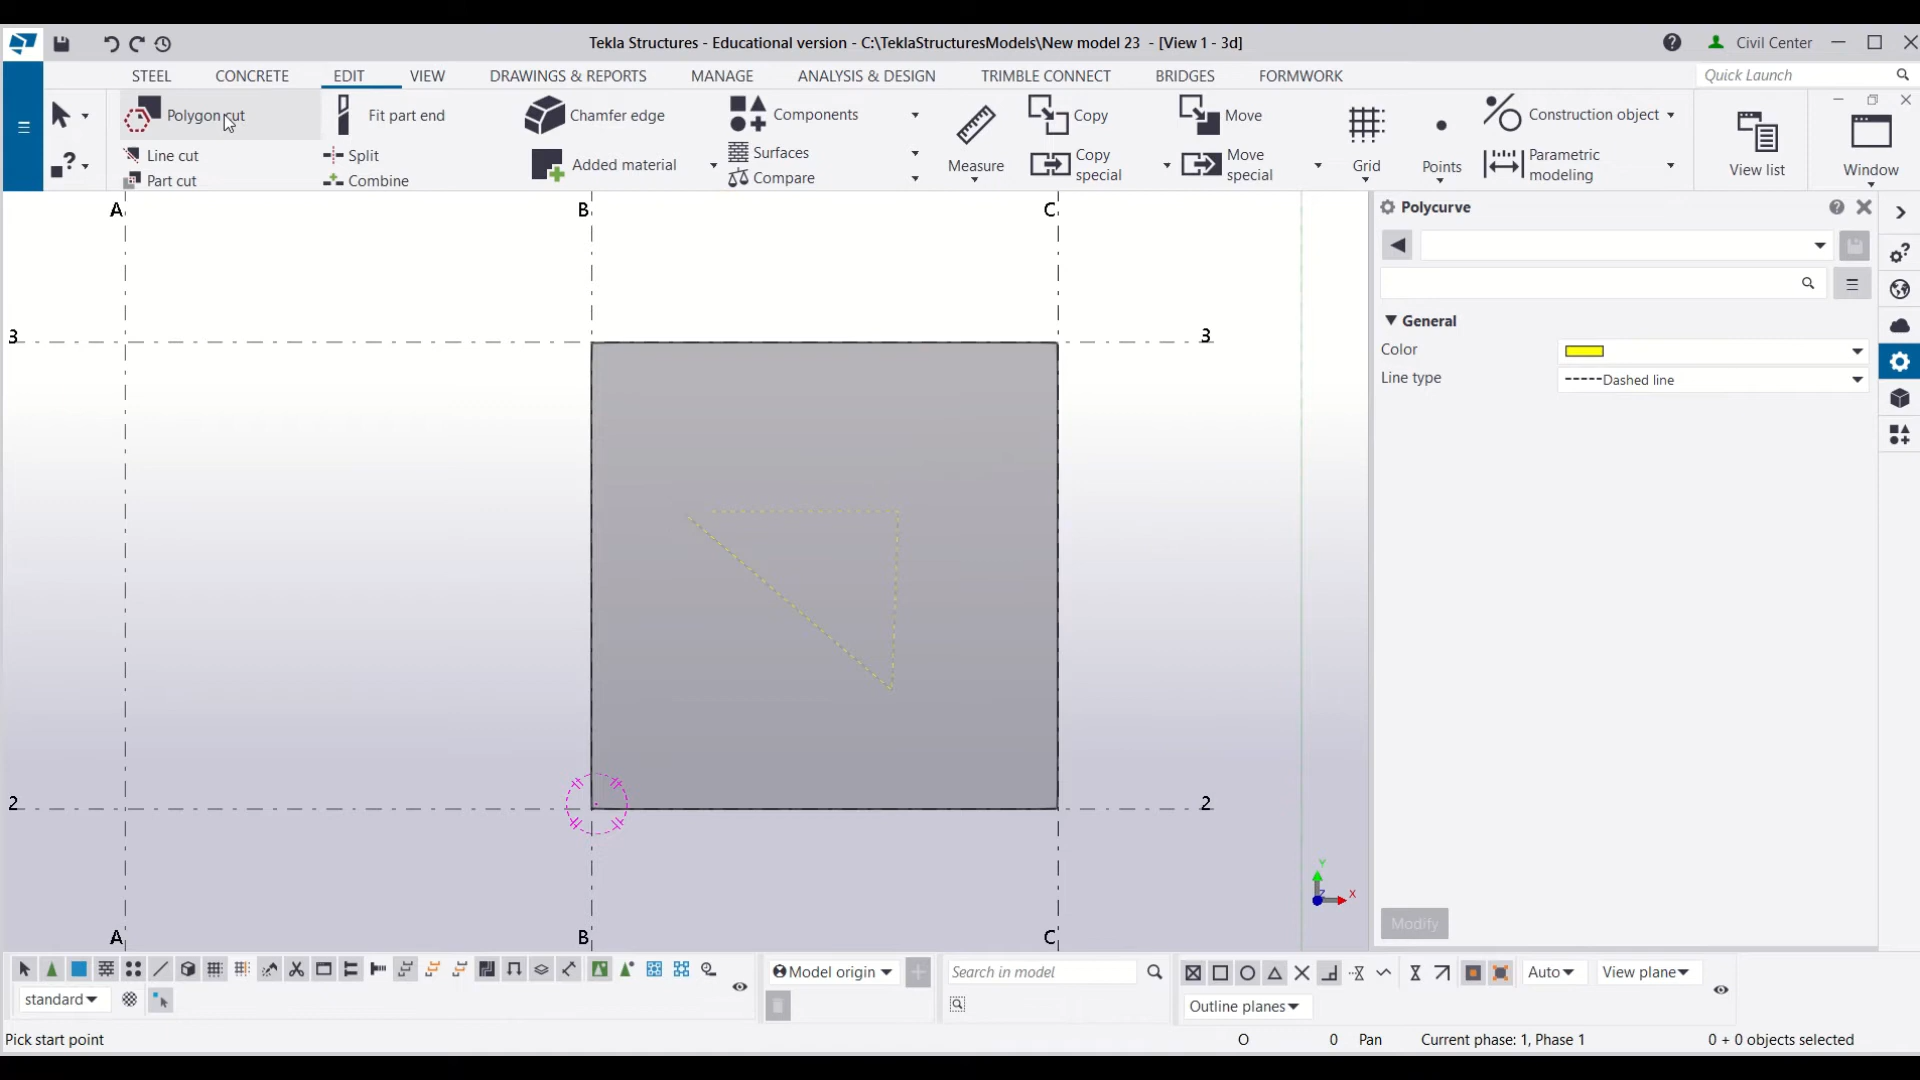 Tekla Structures - Educational version - C:\TeklaStructuresModels\New model 23 - [View 1 - 3d]
Civil Center
STEEL CONCRETE EDIT VIEW DRAWINGS & REPORTS MANAGE ANALYSIS & DESIGN TRIMBLE CONNECT BRIDGES FORMWORK
Quick Launch
Polygon cut
Line cut
Part cut
Fit part end
Split
Combine
Chamfer edge
Added material
Components
Surfaces
Compare
Measure
Copy
Copy special
Move
Move special
Grid
Points
Construction object
Parametric modeling
View list
Window
A B C
3 3
2 2
A B C
Y
Z
X
Polycurve
General
Color
Line type Dashed line
Modify
standard
Model origin
Search in model
Auto
View plane
Outline planes
Pick start point
O 0 Pan Current phase: 1, Phase 1 0 + 0 objects selected